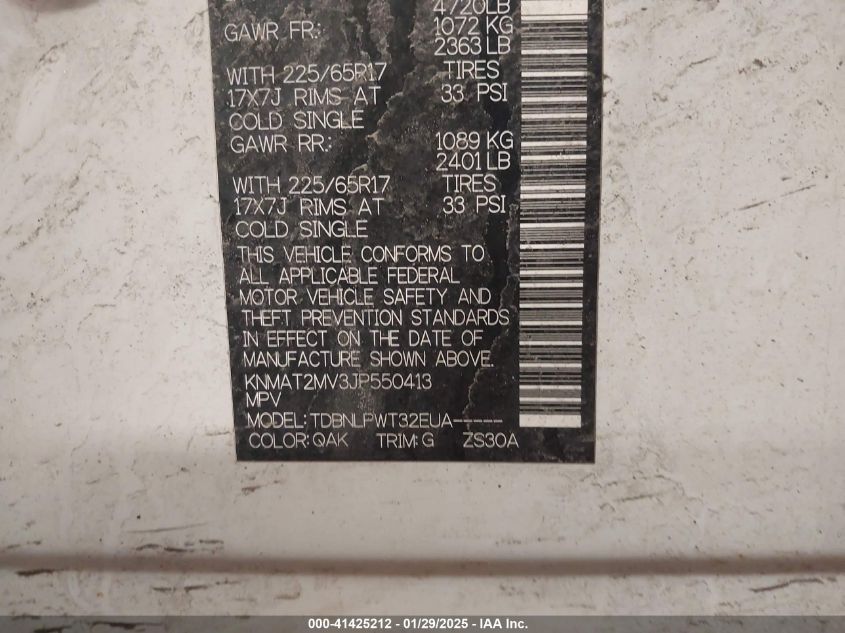 4720LB
GAWR FR: 1072 KG
2363 LB
WITH 225/65R17 TIRES
17X7J RIMS AT 33 PSI
COLD SINGLE
GAWR RR: 1089 KG
2401 LB
WITH 225/65R17 TIRES
17X7J RIMS AT 33 PSI
COLD SINGLE
THIS VEHICLE CONFORMS TO
ALL APPLICABLE FEDERAL
MOTOR VEHICLE SAFETY AND
THEFT PREVENTION STANDARDS
IN EFFECT ON THE DATE OF
MANUFACTURE SHOWN ABOVE.
KNMAT2MV3JP550413
MPV
MODEL: TDBNLPWT32EUA-----
COLOR: QAK TRIM: G ZS30A
000-41425212 - 01/29/2025 - IAA Inc.